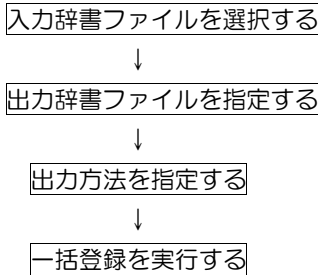 入力辞書ファイルを選択する
↓
出力辞書ファイルを指定する
↓
出力方法を指定する
↓
一括登録を実行する